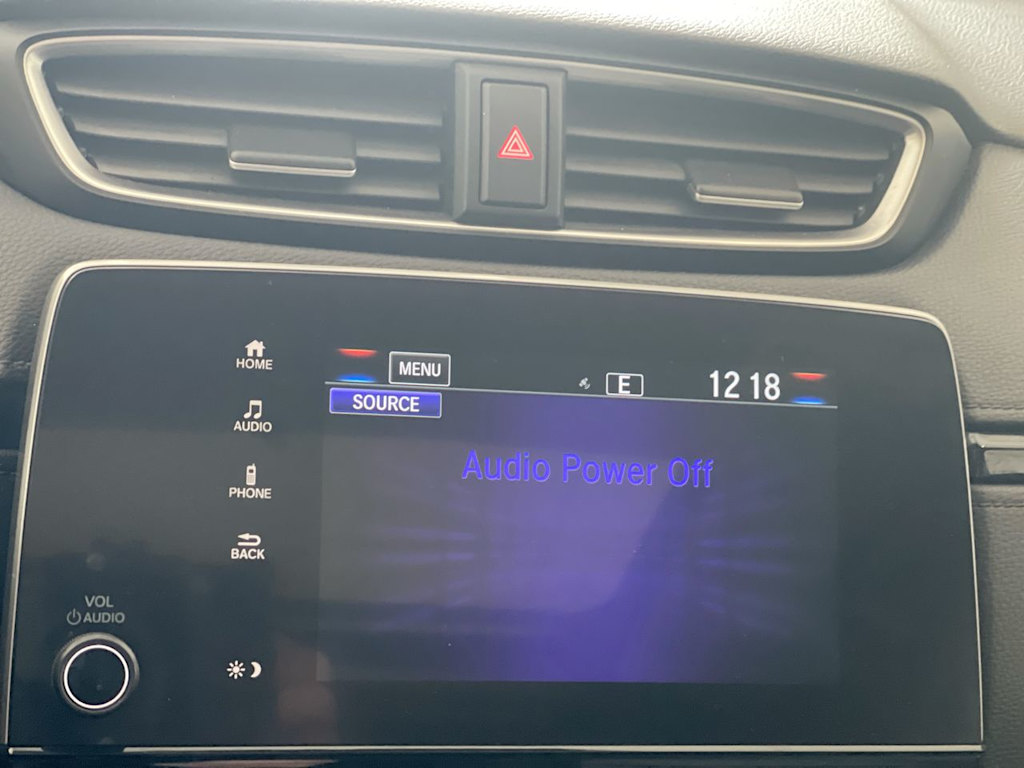 HOME
AUDIO
PHONE
BACK
VOL
AUDIO
MENU
E
12 18
SOURCE
Audio Power Off